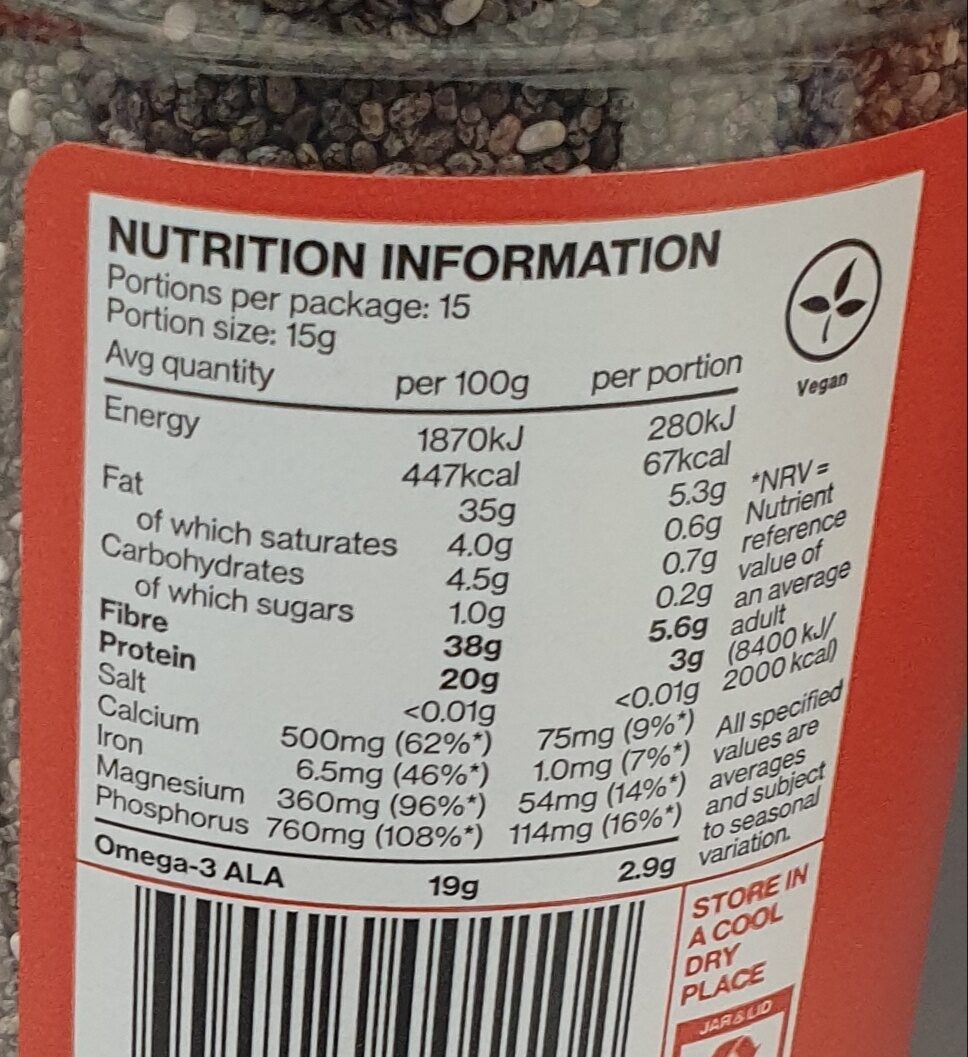 NUTRITION INFORMATION
Portions per package: 15
Portion size: 15g
Avg quantity per 100g per portion
Energy 1870kJ 280kJ
447kcal 67kcal
Fat 35g 5.3g
of which saturates 4.0g 0.6g
Carbohydrates 4.5g 0.7g
of which sugars 1.0g 0.2g
Fibre 38g 5.6g
Protein 20g 3g
Salt <0.01g <0.01g
Calcium 500mg (62%*) 75mg (9%*)
Iron 6.5mg (46%*) 1.0mg (7%*)
Magnesium 360mg (96%*) 54mg (14%*)
Phosphorus 760mg (108%*) 114mg (16%*)
Omega-3 ALA 19g 2.9g
Vegan
*NRV =
Nutrient
reference
value of
an average
adult
(8400 kJ/
2000 kcal)
All specified
values are
averages
and subject
to seasonal
variation.
STORE IN
A COOL
DRY
PLACE
JAR & LID